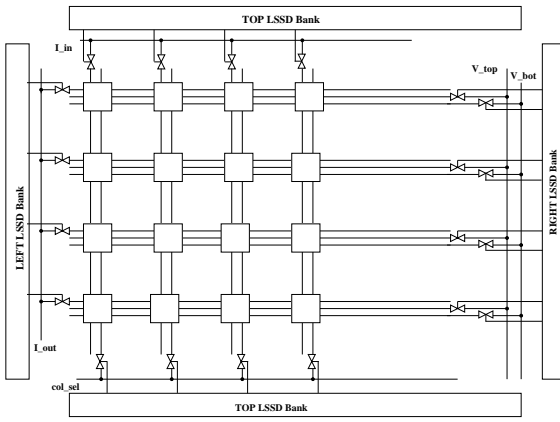 TOP LSSD Bank
I_in
V_top
V_bot
LEFT LSSD Bank
RIGHT LSSD Bank
I_out
col_sel
TOP LSSD Bank